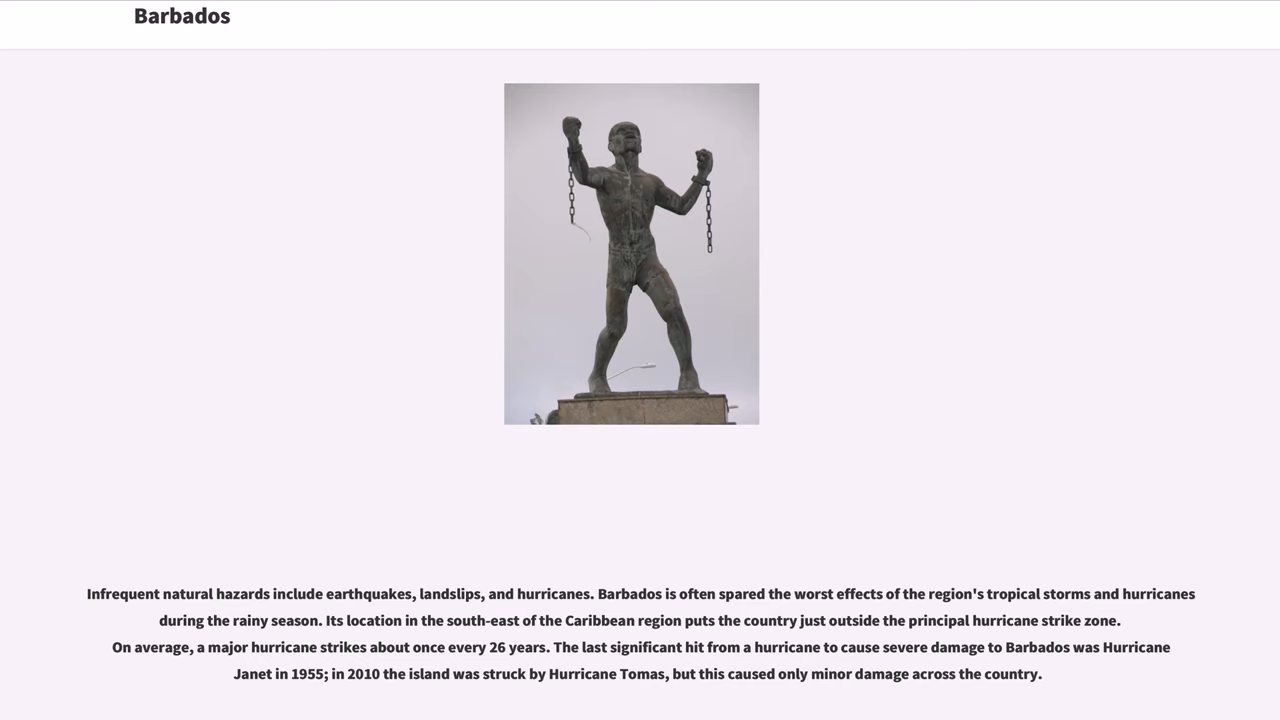 Barbados
Infrequent natural hazards include earthquakes, landslips, and hurricanes. Barbados is often spared the worst effects of the region's tropical storms and hurricanes
during the rainy season. Its location in the south-east of the Caribbean region puts the country just outside the principal hurricane strike zone.
On average, a major hurricane strikes about once every 26 years. The last significant hit from a hurricane to cause severe damage to Barbados was Hurricane
Janet in 1955; in 2010 the island was struck by Hurricane Tomas, but this caused only minor damage across the country.